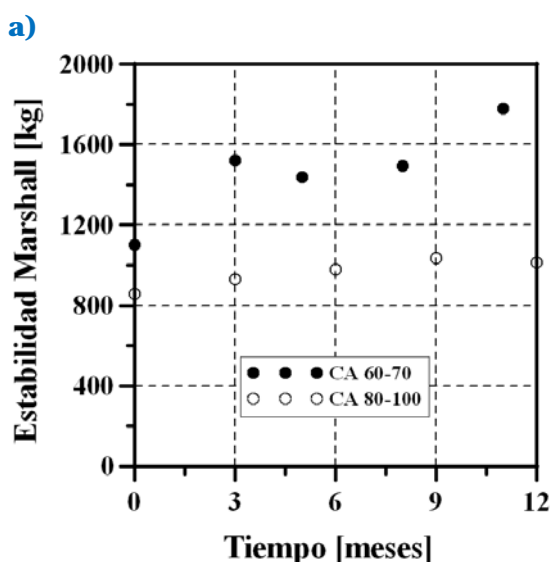 a)
2000
1600
1200
800
400
0
Estabilidad Marshall [kg]
CA 60-70
CA 80-100
0 3 6 9 12
Tiempo [meses]